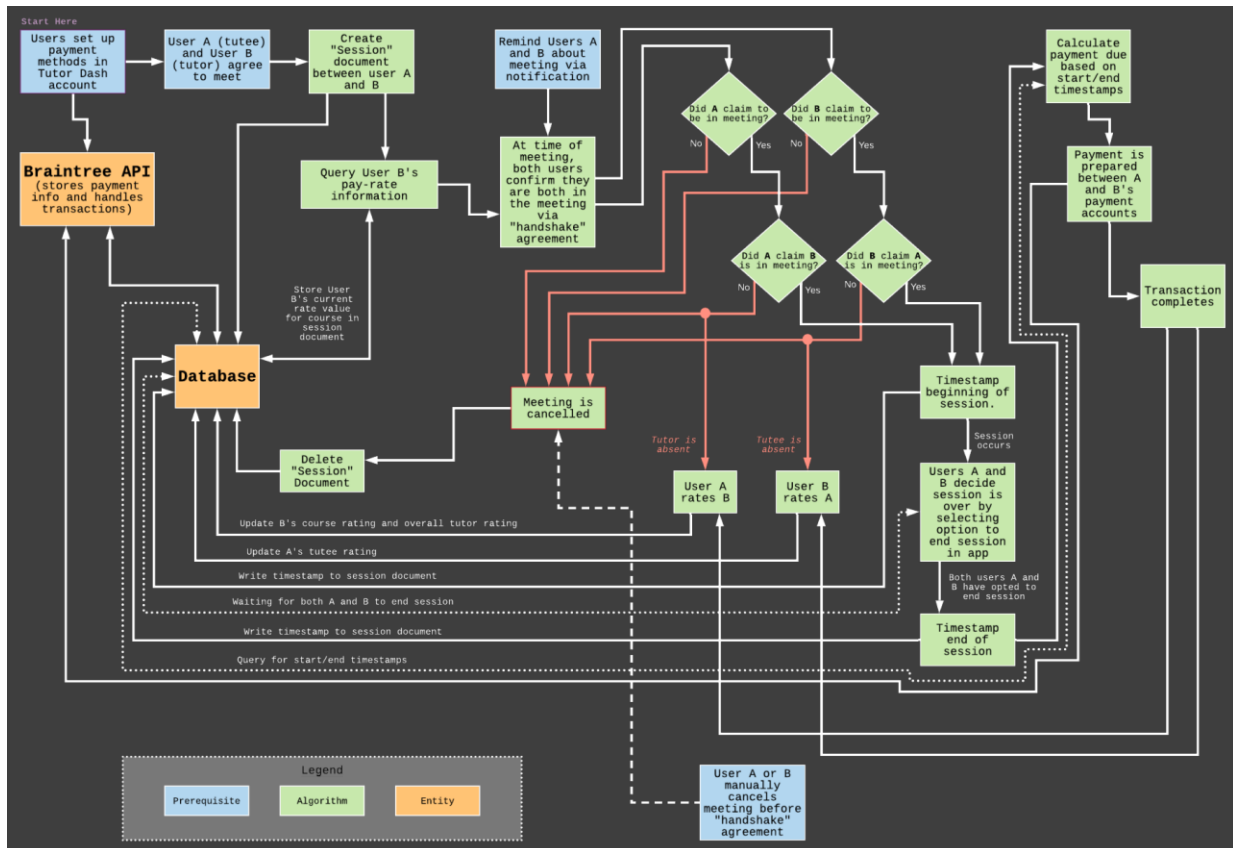 Start Here
Users set up
payment
methods in
Tutor Dash
account
User A (tutee)
and User B
(tutor) agree
to meet
Create
"Session"
document
between user A
and B
Remind Users A
and B about
meeting via
notification
Calculate
payment due
based on
start/end
timestamps
Did A claim to
be in meeting?
Did B claim to
be in meeting?
No
Yes
No
Yes
Braintree API
(stores payment
info and handles
transactions)
Query User B's
pay-rate
information
At time of
meeting,
both users
confirm they
are both in
the meeting
via
"handshake"
agreement
Payment is
prepared
between A
and B's
payment
accounts
Did A claim B
is in meeting?
Did B claim A
is in meeting?
No
Yes
No
Yes
Transaction
completes
Store User
B's current
rate value
for course in
session
document
Database
Meeting is
cancelled
Timestamp
beginning of
session.
Tutor is
absent
Tutee is
absent
Session
occurs
Delete
"Session"
Document
User A
rates B
User B
rates A
Users A and
B decide
session is
over by
selecting
option to
end session
in app
Update B's course rating and overall tutor rating
Update A's tutee rating
Write timestamp to session document
Both users A and
B have opted to
end session
Waiting for both A and B to end session
Write timestamp to session document
Timestamp
end of
session
Query for start/end timestamps
Legend
Prerequisite
Algorithm
Entity
User A or B
manually
cancels
meeting before
"handshake"
agreement